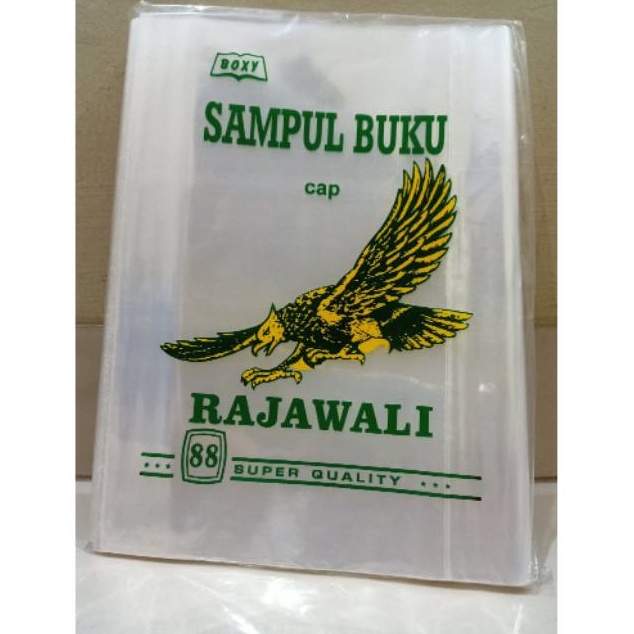 BOXY
SAMPUL BUKU
cap
RAJAWALI
88
SUPER QUALITY